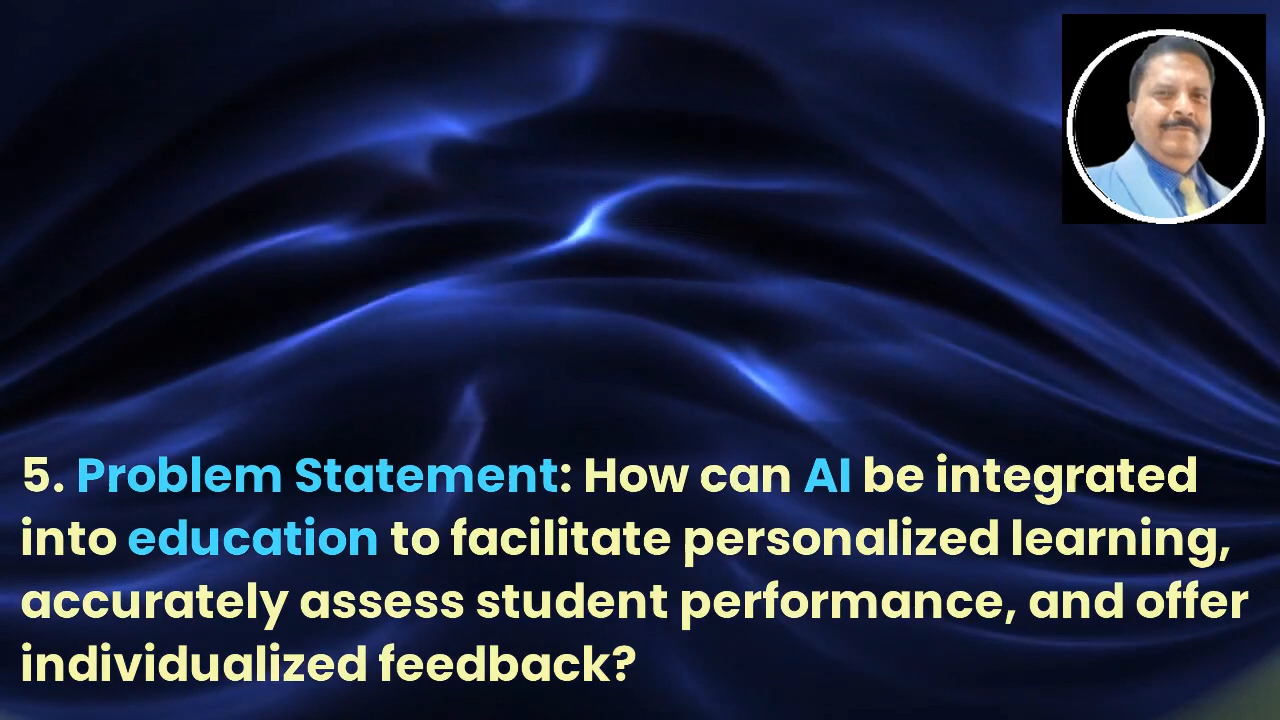 5. Problem Statement: How can AI be integrated
into education to facilitate personalized learning,
accurately assess student performance, and offer
individualized feedback?